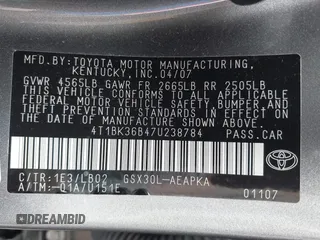 MFD. BY:
TOYOTA MOTOR MANUFACTURING,
KENTUCKY, INC. 04/07
GVWR 4565LB GAWR FR 2665LB RR 2505LB
THIS VEHICLE CONFORMS TO ALL APPLICABLE
FEDERAL MOTOR VEHICLE SAFETY, BUMPER, AND
THEFT PREVENTION STANDARDS IN EFFECT ON
THE DATE OF MANUFACTURE SHOWN ABOVE.
4T1BK36B47U238784 PASS.CAR
C/TR:1E3/LB02 GSX30L-AEAPKA
A/TM:-01A/U151E
TOYOTA
01107
DREAMBID